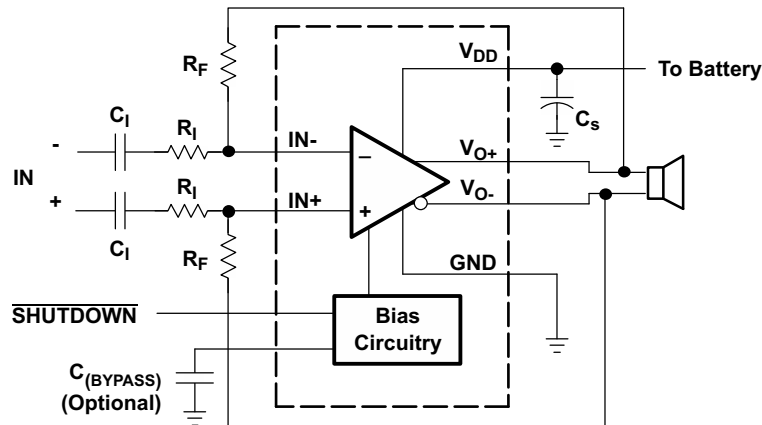 V_DD
R_F
To Battery
C_I
R_I
C_s
-
IN-
–
V_O+
IN
R_I
V_O-
+
IN+
+
C_I
R_F
GND
SHUTDOWN
Bias
Circuitry
C_(BYPASS)
(Optional)